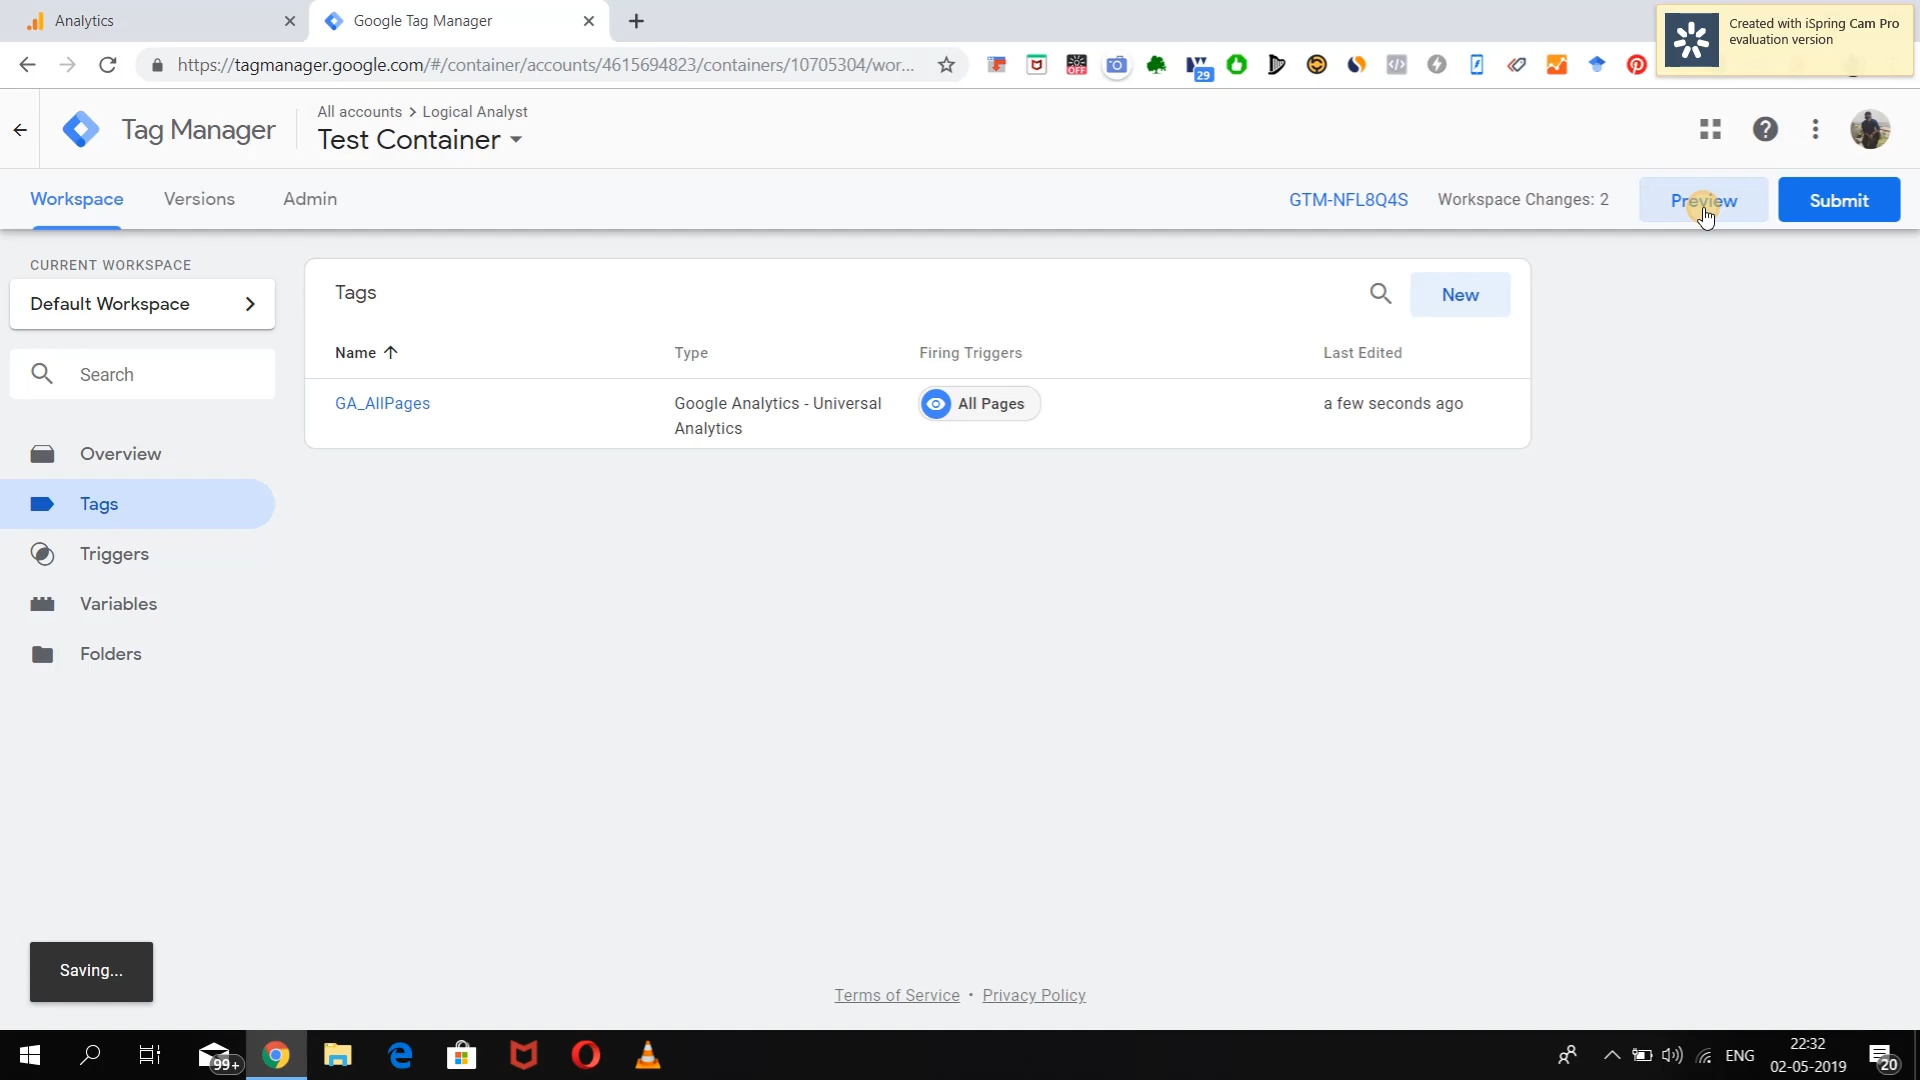 Analytics
Google Tag Manager
Created with iSpring Cam Pro
evaluation version
https://tagmanager.google.com/#/container/accounts/4615694823/containers/10705304/wor...
OFF
29
Tag Manager
All accounts > Logical Analyst
Test Container
Workspace
Versions
Admin
GTM-NFL8Q4S
Workspace Changes: 2
Preview
Submit
CURRENT WORKSPACE
Default Workspace
Search
Overview
Tags
Triggers
Variables
Folders
Tags
New
Name
Type
Firing Triggers
Last Edited
GA_AllPages
Google Analytics - Universal
Analytics
All Pages
a few seconds ago
Saving...
Terms of Service • Privacy Policy
99+
ENG
22:32
02-05-2019
20